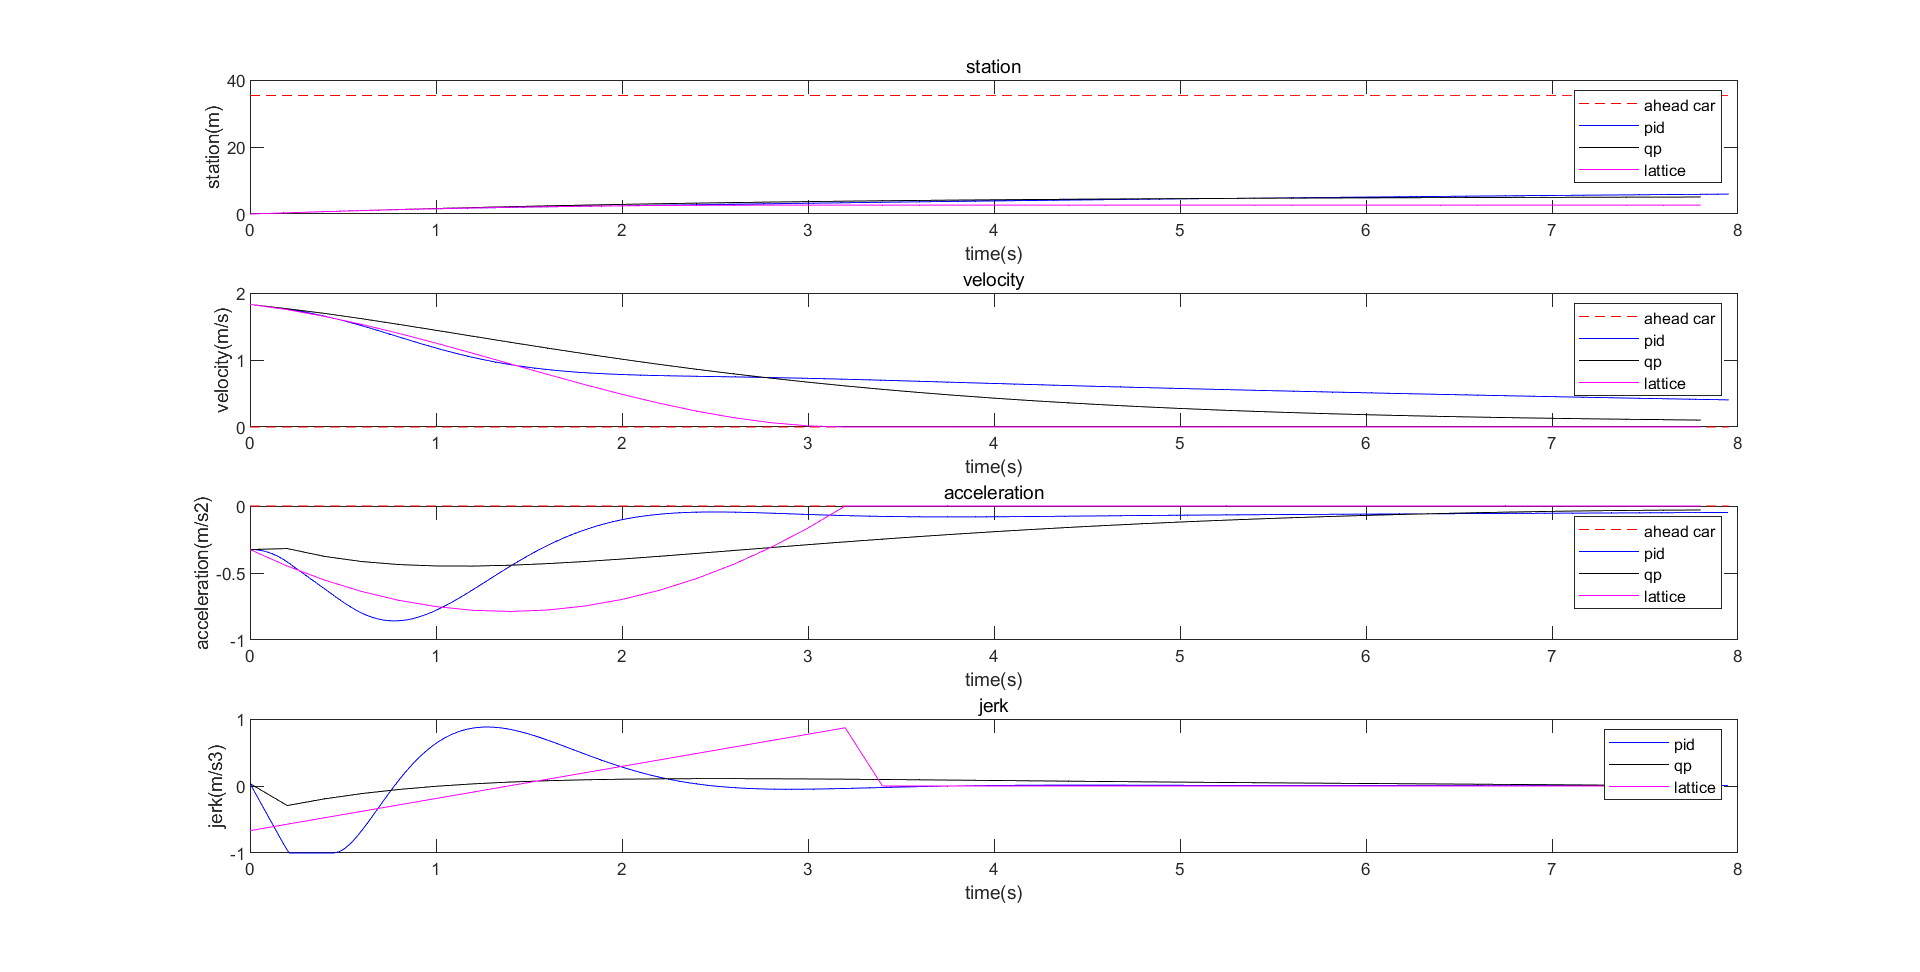 station
station(m)
40
20
0
0 1 2 3 4 5 6 7 8
time(s)
ahead car
pid
qp
lattice
velocity
velocity(m/s)
2
1
0
0 1 2 3 4 5 6 7 8
time(s)
ahead car
pid
qp
lattice
acceleration
acceleration(m/s2)
0
-0.5
-1
0 1 2 3 4 5 6 7 8
time(s)
ahead car
pid
qp
lattice
jerk
jerk(m/s3)
1
0
-1
0 1 2 3 4 5 6 7 8
time(s)
pid
qp
lattice